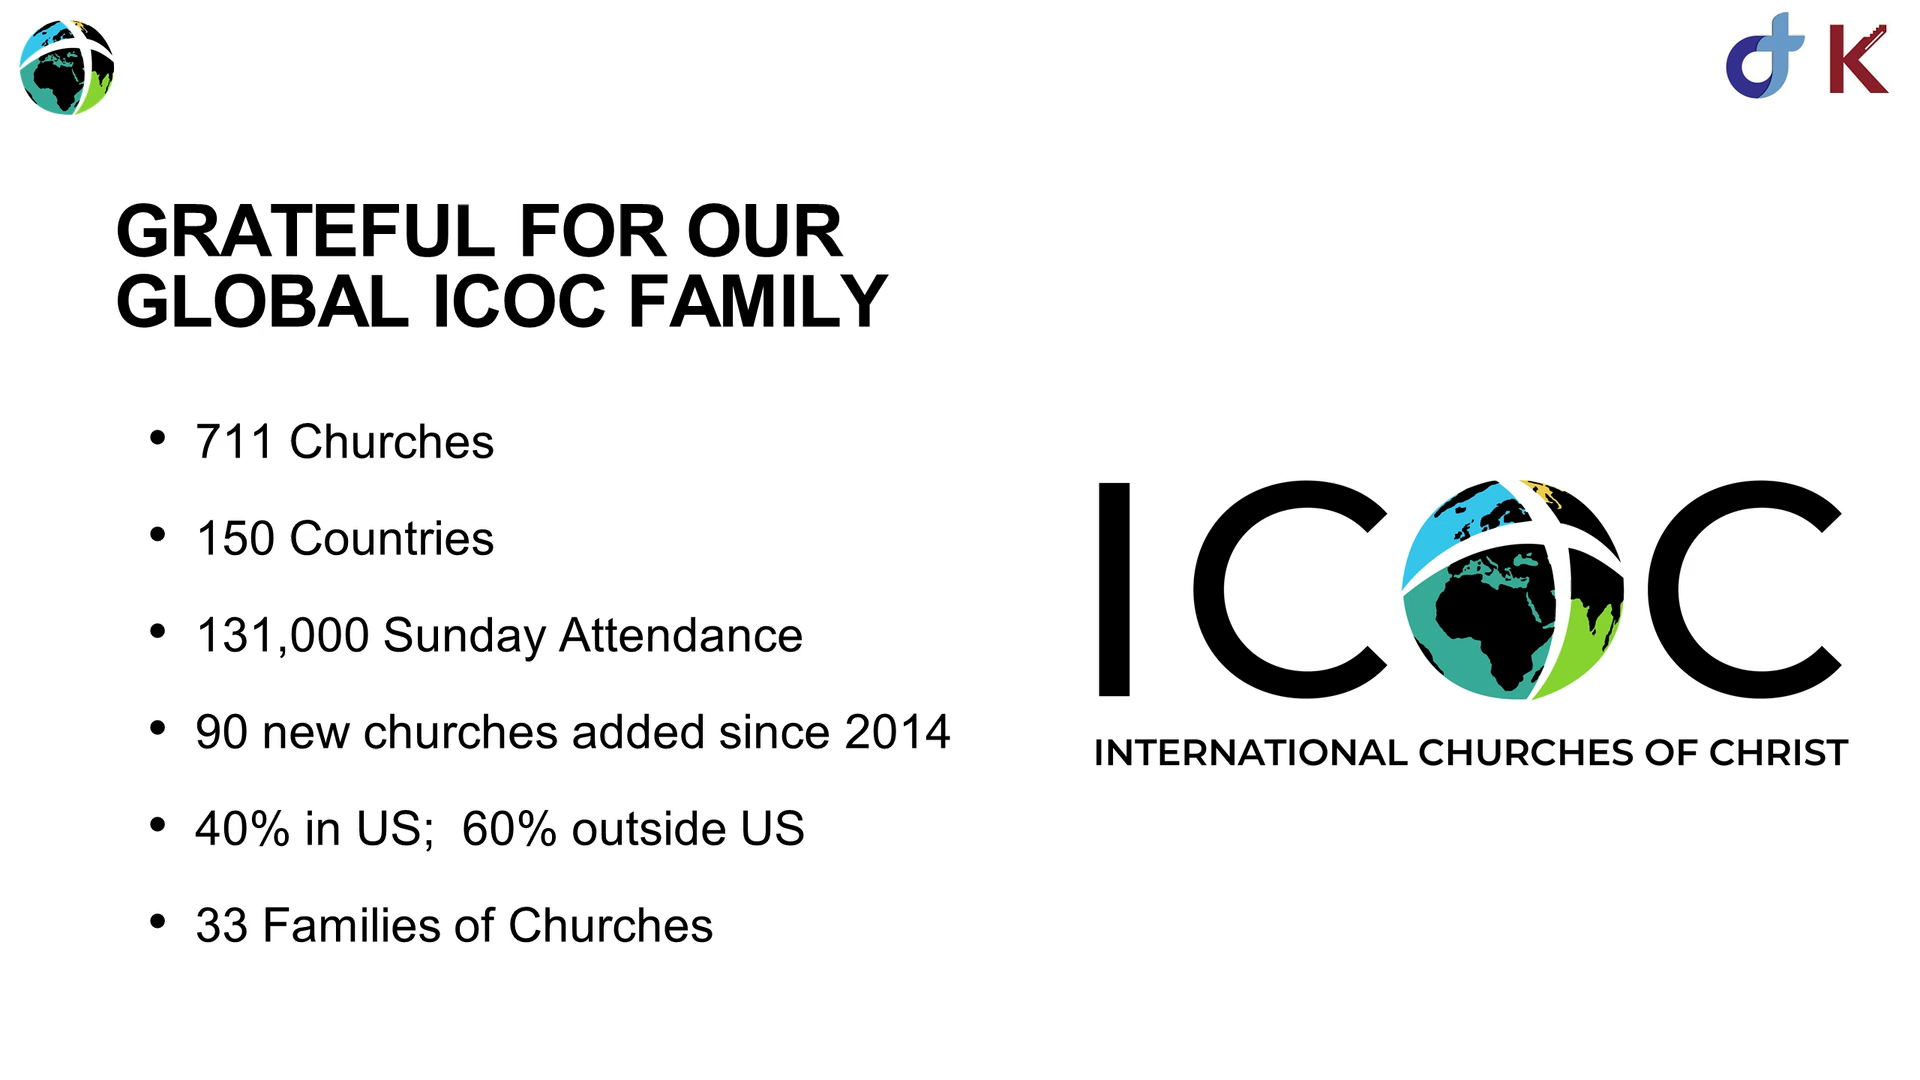 GRATEFUL FOR OUR
GLOBAL ICOC FAMILY
• 711 Churches
• 150 Countries
• 131,000 Sunday Attendance
• 90 new churches added since 2014
• 40% in US;  60% outside US
• 33 Families of Churches
ICOC
INTERNATIONAL CHURCHES OF CHRIST
K